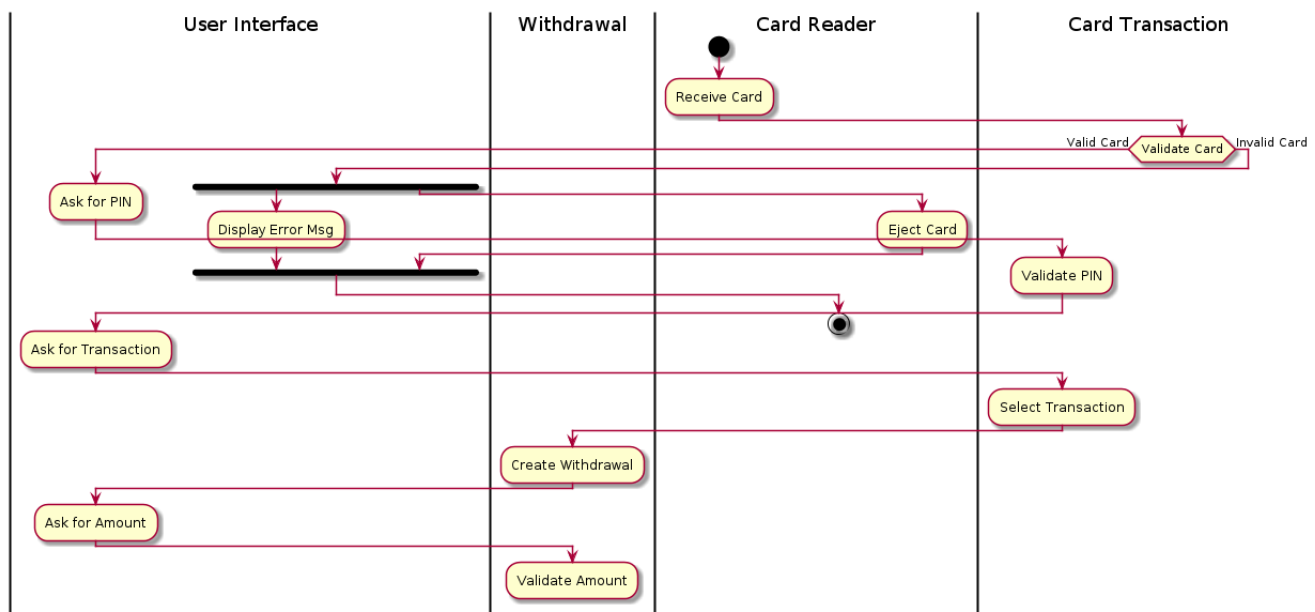 User Interface
Withdrawal
Card Reader
Card Transaction
Receive Card
Valid Card
Validate Card
Invalid Card
Ask for PIN
Display Error Msg
Eject Card
Validate PIN
Ask for Transaction
Select Transaction
Create Withdrawal
Ask for Amount
Validate Amount